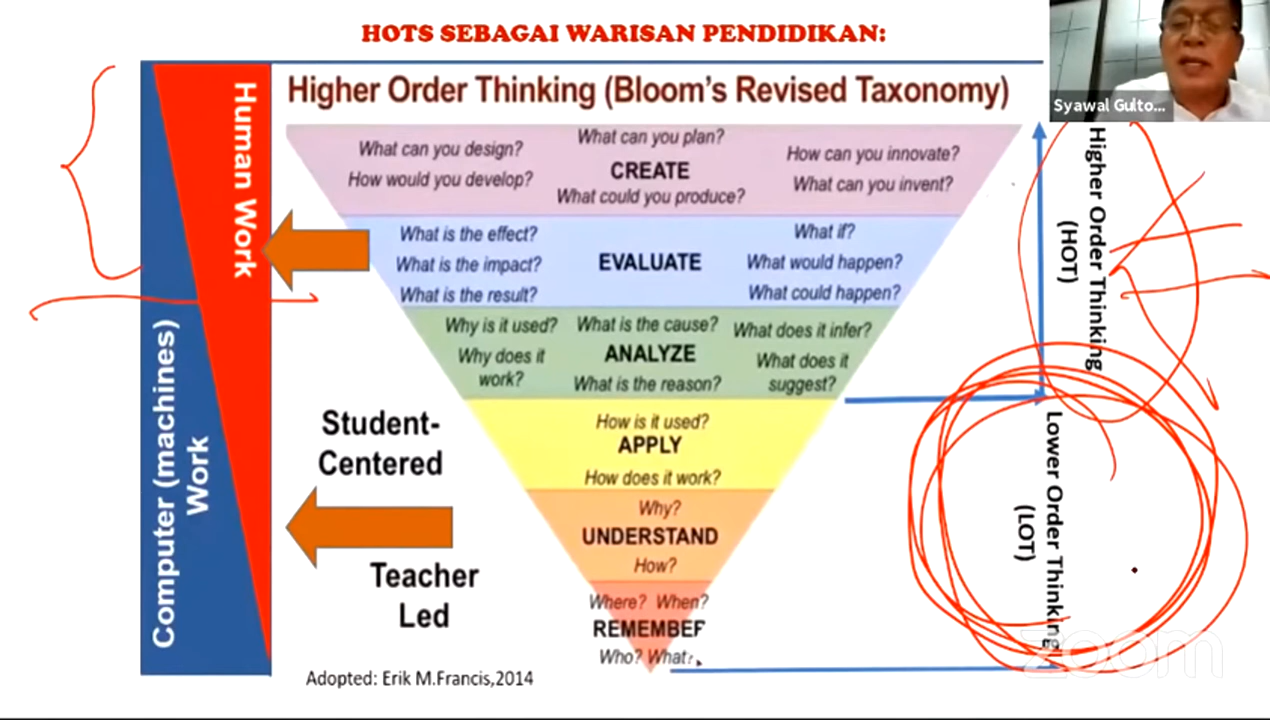 HOTS SEBAGAI WARISAN PENDIDIKAN:
Syawal Gulto...
Human Work
Computer (machines)
Work
Higher Order Thinking (Bloom's Revised Taxonomy)
What can you design?
What can you plan?
How can you innovate?
How would you develop?
CREATE
What can you invent?
What could you produce?
What is the effect?
What if?
What is the impact?
EVALUATE
What would happen?
What is the result?
What could happen?
Why is it used?
What is the cause?
What does it infer?
Why does it
work?
ANALYZE
What does it
suggest?
What is the reason?
Student-
Centered
How is it used?
APPLY
How does it work?
Why?
UNDERSTAND
How?
Teacher
Led
Where? When?
REMEMBER
Who? What?
Higher Order Thinking
(HOT)
Lower Order Thinking
(LOT)
Adopted: Erik M.Francis,2014
zoom